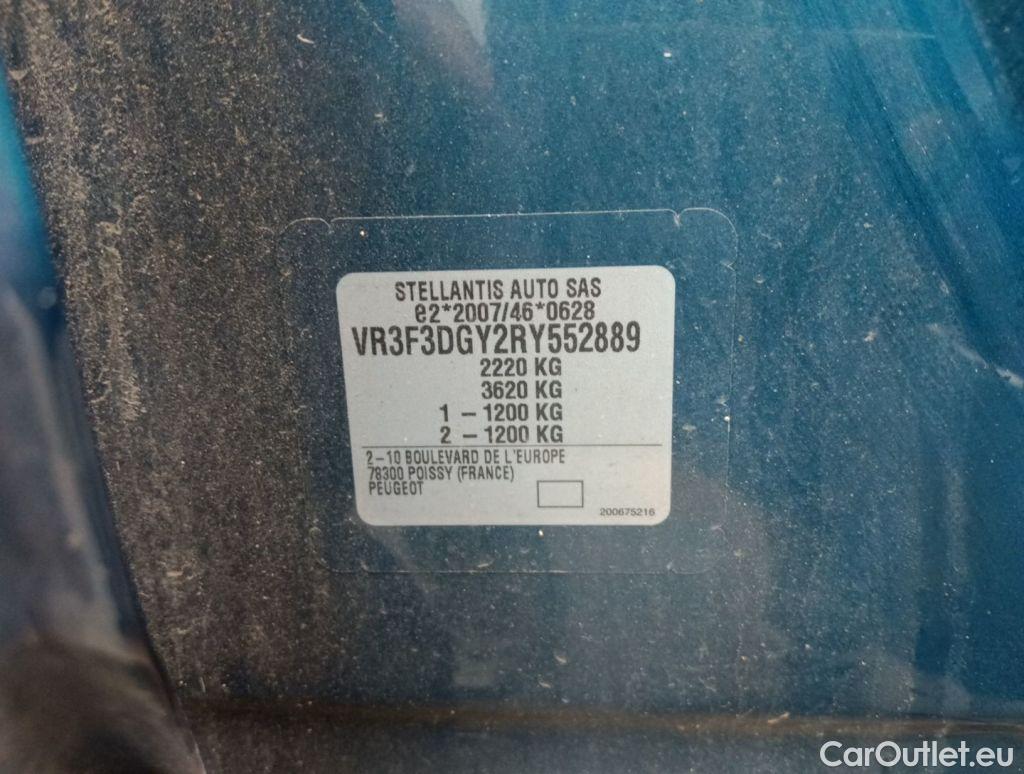 STELLANTIS AUTO SAS
e2*2007/46*0628
VR3F3DGY2RY552889
2220 KG
3620 KG
1 – 1200 KG
2 – 1200 KG
2–10 BOULEVARD DE L'EUROPE
78300 POISSY (FRANCE)
PEUGEOT
200675216
CarOutlet.eu